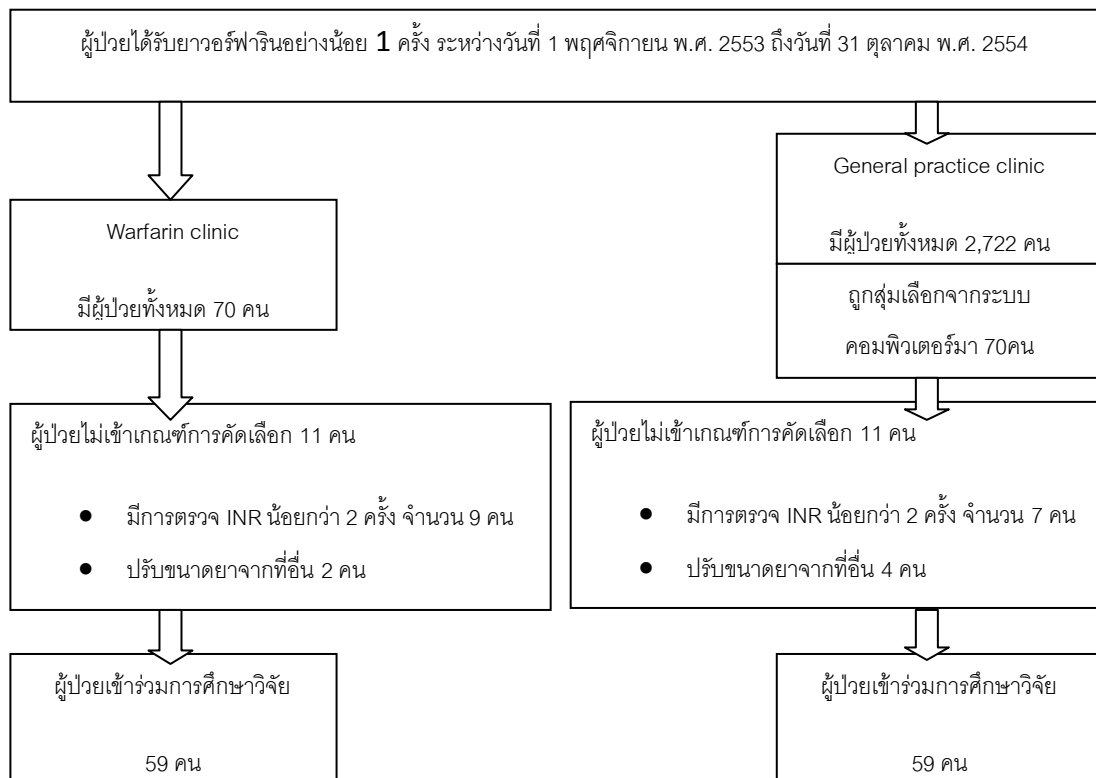 ผู้ป่วยได้รับยาวอร์ฟารินอย่างน้อย 1 ครั้ง ระหว่างวันที่ 1 พฤศจิกายน พ.ศ. 2553 ถึงวันที่ 31 ตุลาคม พ.ศ. 2554
Warfarin clinic
มีผู้ป่วยทั้งหมด 70 คน
General practice clinic
มีผู้ป่วยทั้งหมด 2,722 คน
ถูกสุ่มเลือกจากระบบ
คอมพิวเตอร์มา 70คน
ผู้ป่วยไม่เข้าเกณฑ์การคัดเลือก 11 คน
● มีการตรวจ INR น้อยกว่า 2 ครั้ง จำนวน 9 คน
● ปรับขนาดยาจากที่อื่น 2 คน
ผู้ป่วยไม่เข้าเกณฑ์การคัดเลือก 11 คน
● มีการตรวจ INR น้อยกว่า 2 ครั้ง จำนวน 7 คน
● ปรับขนาดยาจากที่อื่น 4 คน
ผู้ป่วยเข้าร่วมการศึกษาวิจัย
59 คน
ผู้ป่วยเข้าร่วมการศึกษาวิจัย
59 คน